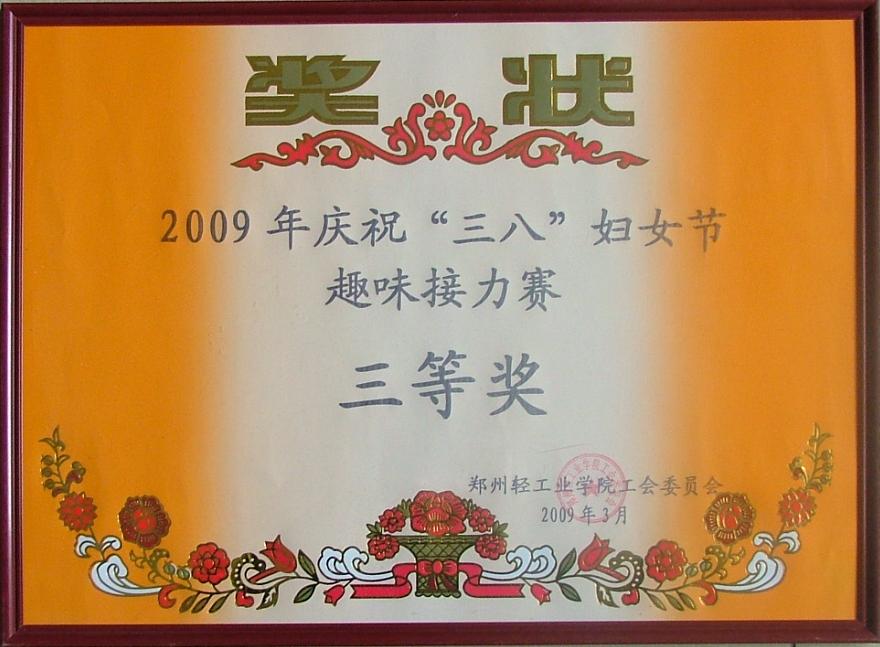 奖状
2009年庆祝“三八”妇女节
趣味接力赛
三等奖
郑州轻工业学院工会委员会
2009年3月